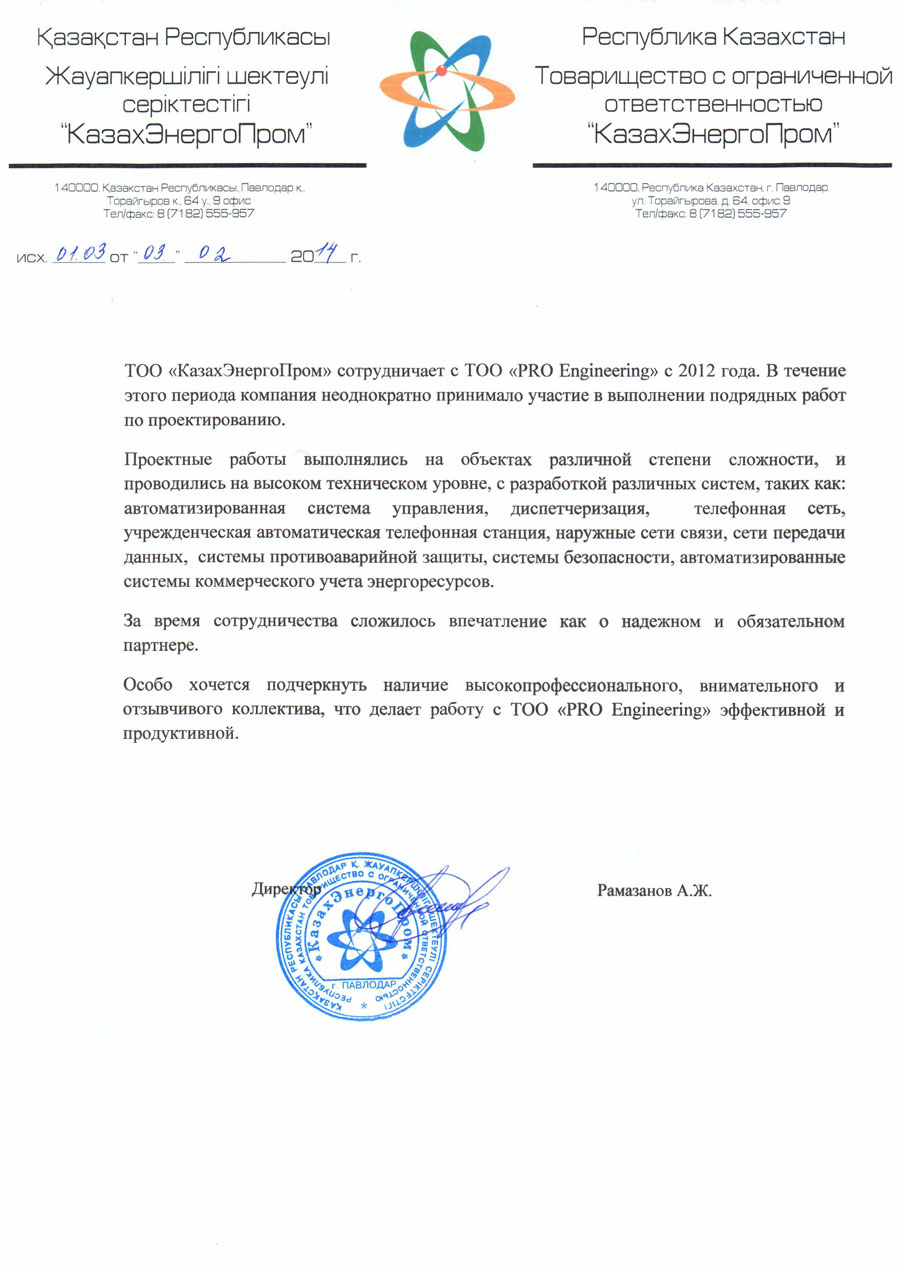 Қазақстан Республикасы
Жауапкершілігі шектеулі
серіктестігі
"КазахЭнергоПром"
140000, Қазақстан Республикасы, Павлодар қ.,
Торайгыров к., 64 у., 9 офис
Тел/факс: 8 (7182) 555-957
Республика Казахстан
Товарищество с ограниченной
ответственностью
"КазахЭнергоПром"
140000, Республика Казахстан, г. Павлодар,
ул. Торайгырова, д. 64, офис 9
Тел/факс: 8 (7182) 555-957
исх. 01.03 от "03" 02 2014 г.
ТОО «КазахЭнергоПром» сотрудничает с ТОО «PRO Engineering» с 2012 года. В течение
этого периода компания неоднократно принимало участие в выполнении подрядных работ
по проектированию.
Проектные работы выполнялись на объектах различной степени сложности, и
проводились на высоком техническом уровне, с разработкой различных систем, таких как:
автоматизированная система управления, диспетчеризация, телефонная сеть,
учрежденческая автоматическая телефонная станция, наружные сети связи, сети передачи
данных, системы противоаварийной защиты, системы безопасности, автоматизированные
системы коммерческого учета энергоресурсов.
За время сотрудничества сложилось впечатление как о надежном и обязательном
партнере.
Особо хочется подчеркнуть наличие высокопрофессионального, внимательного и
отзывчивого коллектива, что делает работу с ТОО «PRO Engineering» эффективной и
продуктивной.
Директор
Рамазанов А.Ж.
ҚАЗАҚСТАН РЕСПУБЛИКАСЫ ПАВЛОДАР Қ. ЖАУАПКЕРШІЛІГІ ШЕКТЕУЛІ СЕРІКТЕСТІГІ
РЕСПУБЛИКА КАЗАХСТАН ТОВАРИЩЕСТВО С ОГРАНИЧЕННОЙ ОТВЕТСТВЕННОСТЬЮ
"КазахЭнергоПром"
г. ПАВЛОДАР